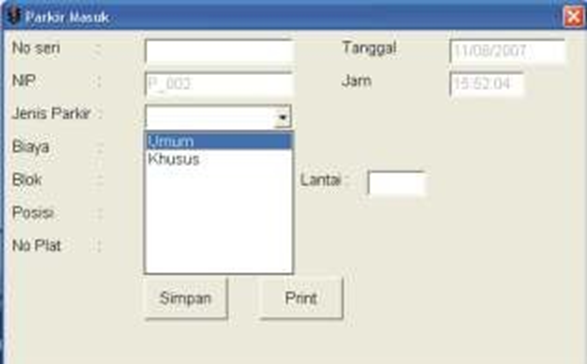 Parkir Masuk
No seri :
Tanggal 11/08/2007
NIP : P_002
Jam 15:52:04
Jenis Parkir :
Umum
Khusus
Biaya :
Blok :
Lantai :
Posisi :
No Plat :
Simpan Print